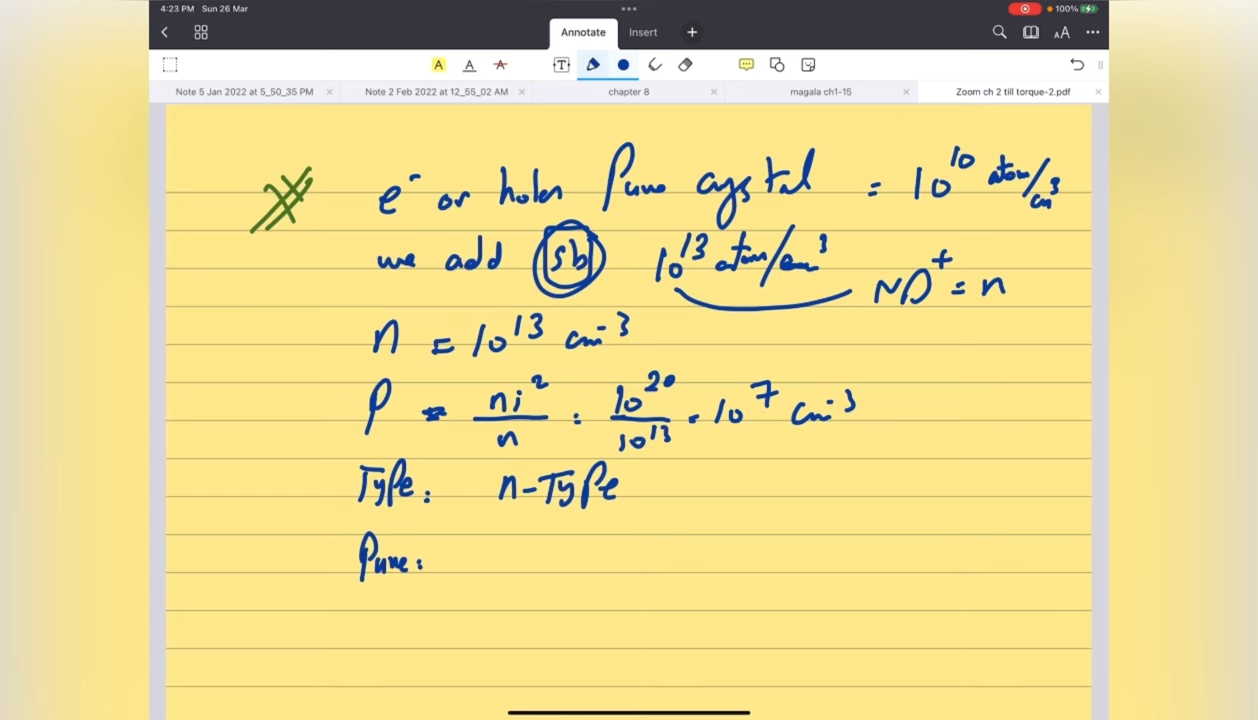 4:23 PM Sun 26 Mar
100%
Annotate Insert +
A A A T AA
Note 5 Jan 2022 at 5_50_35 PM × Note 2 Feb 2022 at 12_55_02 AM × chapter 8 × magala ch1-15 × Zoom ch 2 till torque-2.pdf ×
e⁻ or holes Pure crystal = 10¹⁰ atom/cm³
we add Sb 10¹³ atom/cm³
ND⁺ = n
n = 10¹³ cm⁻³
P = ni²/n = 10²⁰/10¹³ = 10⁷ cm⁻³
Type: n-Type
Pure: